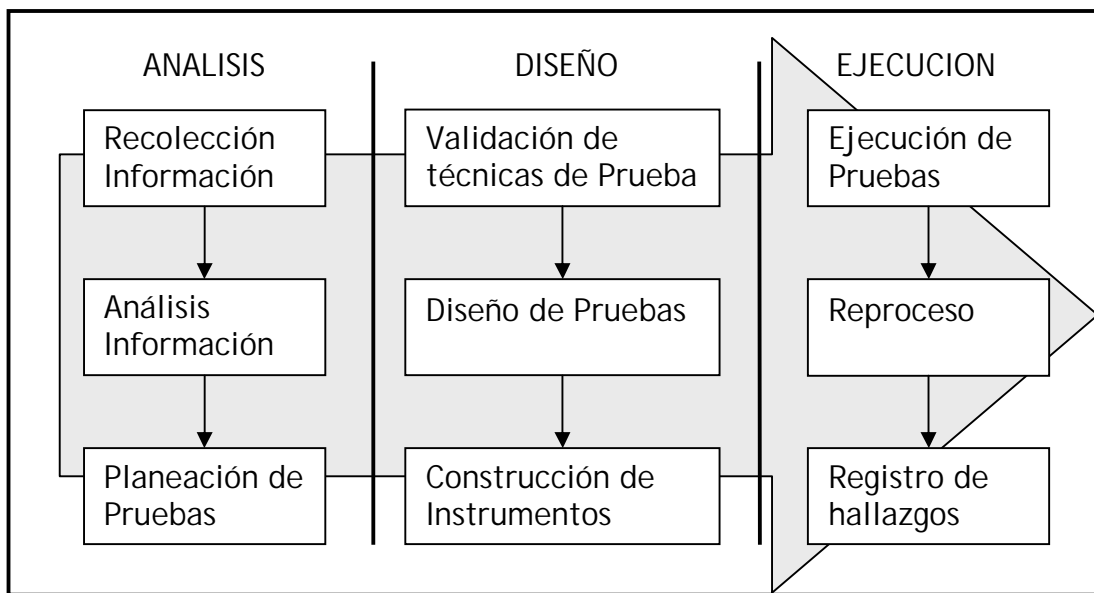 ANALISIS
Recolección
Información
Análisis
Información
Planeación de
Pruebas
DISEÑO
Validación de
técnicas de Prueba
Diseño de Pruebas
Construcción de
Instrumentos
EJECUCION
Ejecución de
Pruebas
Reproceso
Registro de
hallazgos